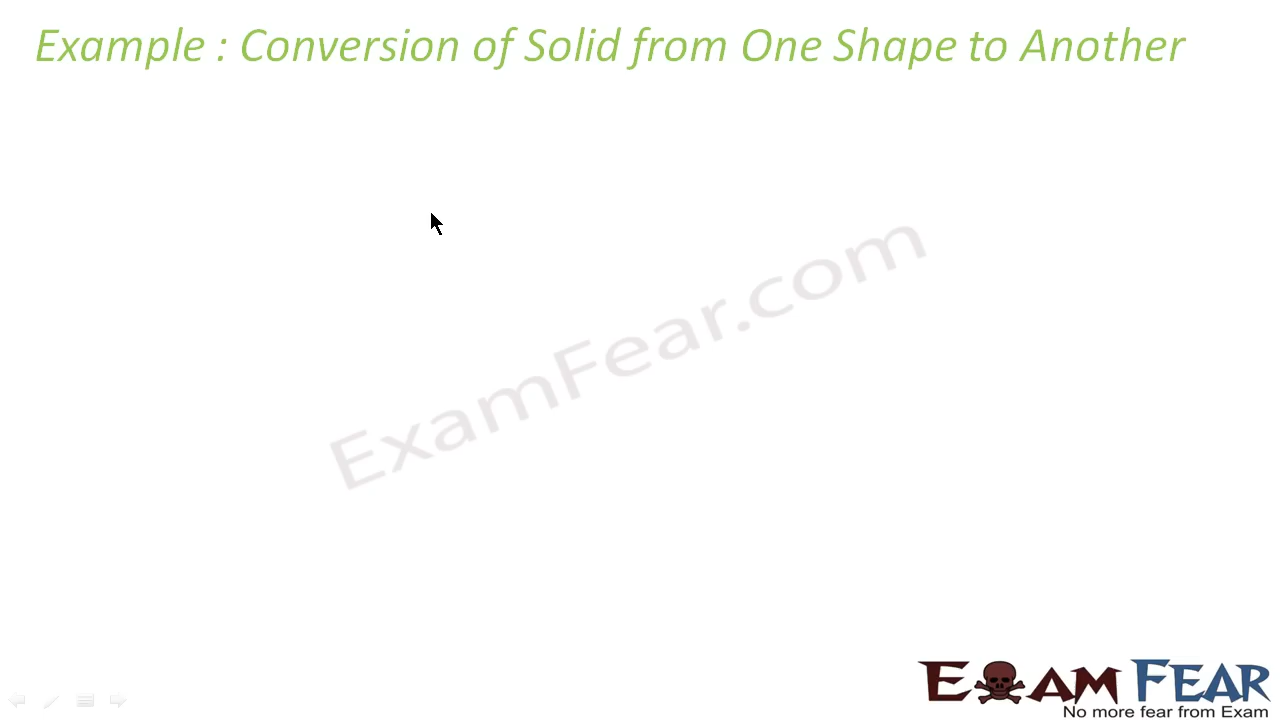 Example : Conversion of Solid from One Shape to Another
ExamFear.com
EXAM FEAR
No more fear from Exam